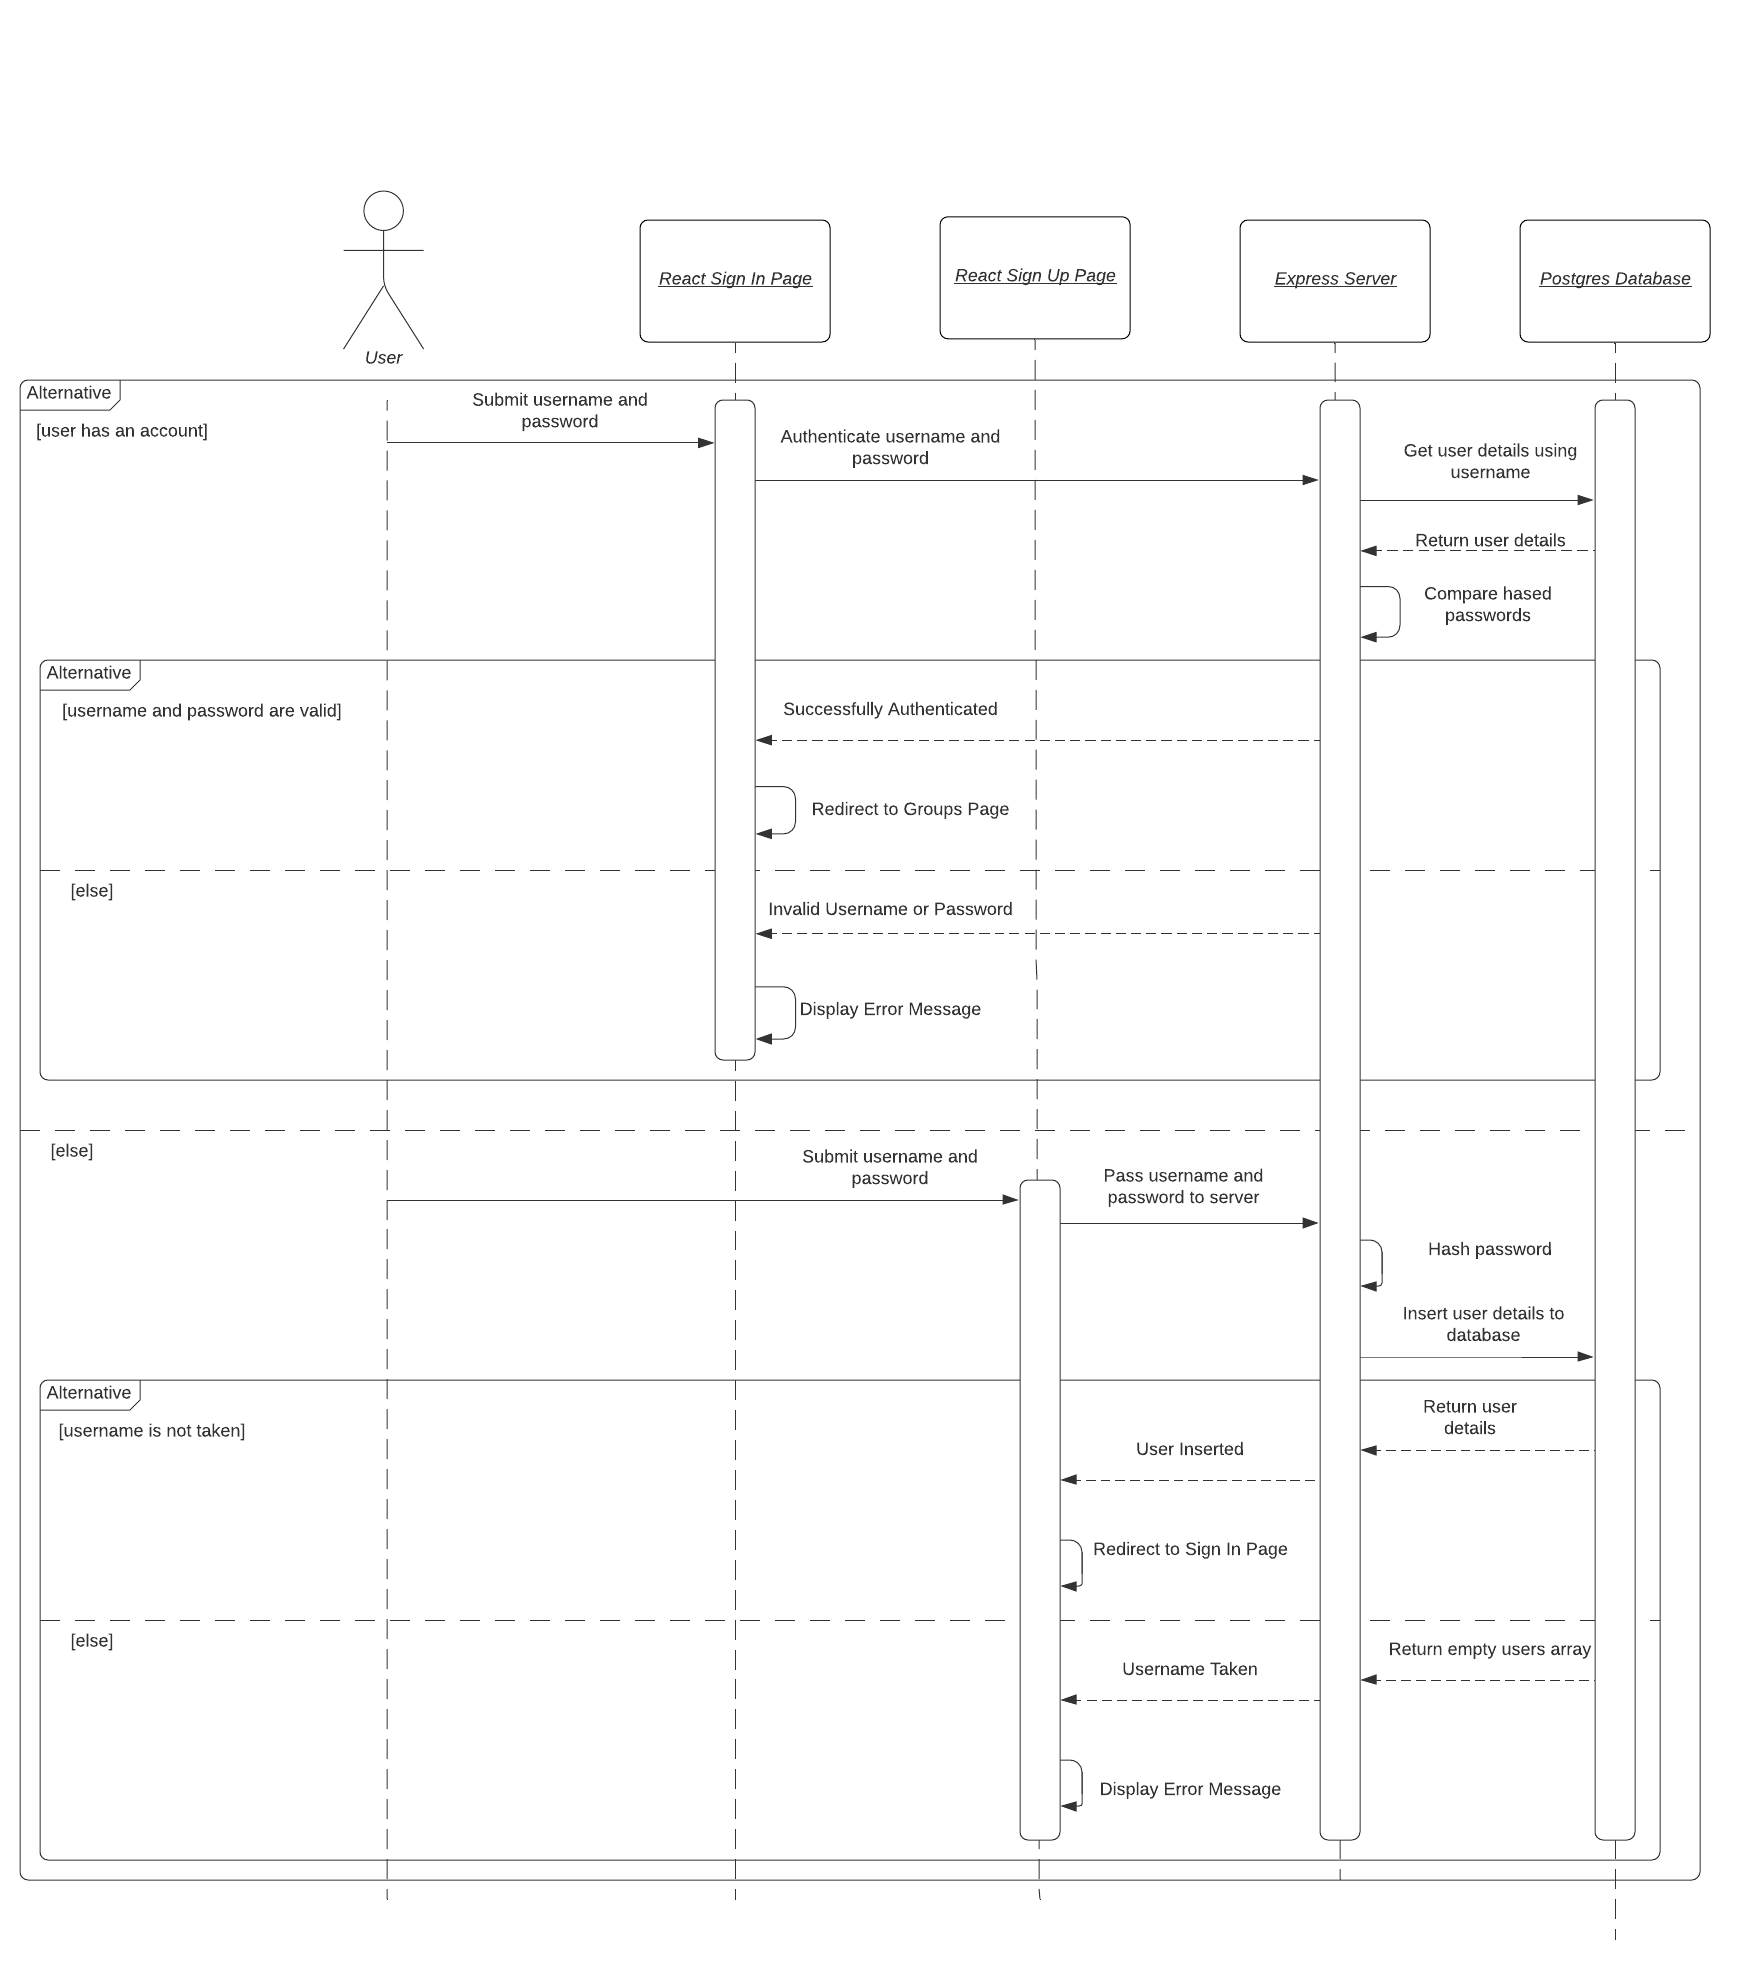 User
React Sign In Page
React Sign Up Page
Express Server
Postgres Database
Alternative
[user has an account]
Submit username and
password
Authenticate username and
password
Get user details using
username
Return user details
Compare hased
passwords
Alternative
[username and password are valid]
Successfully Authenticated
Redirect to Groups Page
[else]
Invalid Username or Password
Display Error Message
[else]
Submit username and
password
Pass username and
password to server
Hash password
Insert user details to
database
Alternative
[username is not taken]
Return user
details
User Inserted
Redirect to Sign In Page
[else]
Return empty users array
Username Taken
Display Error Message